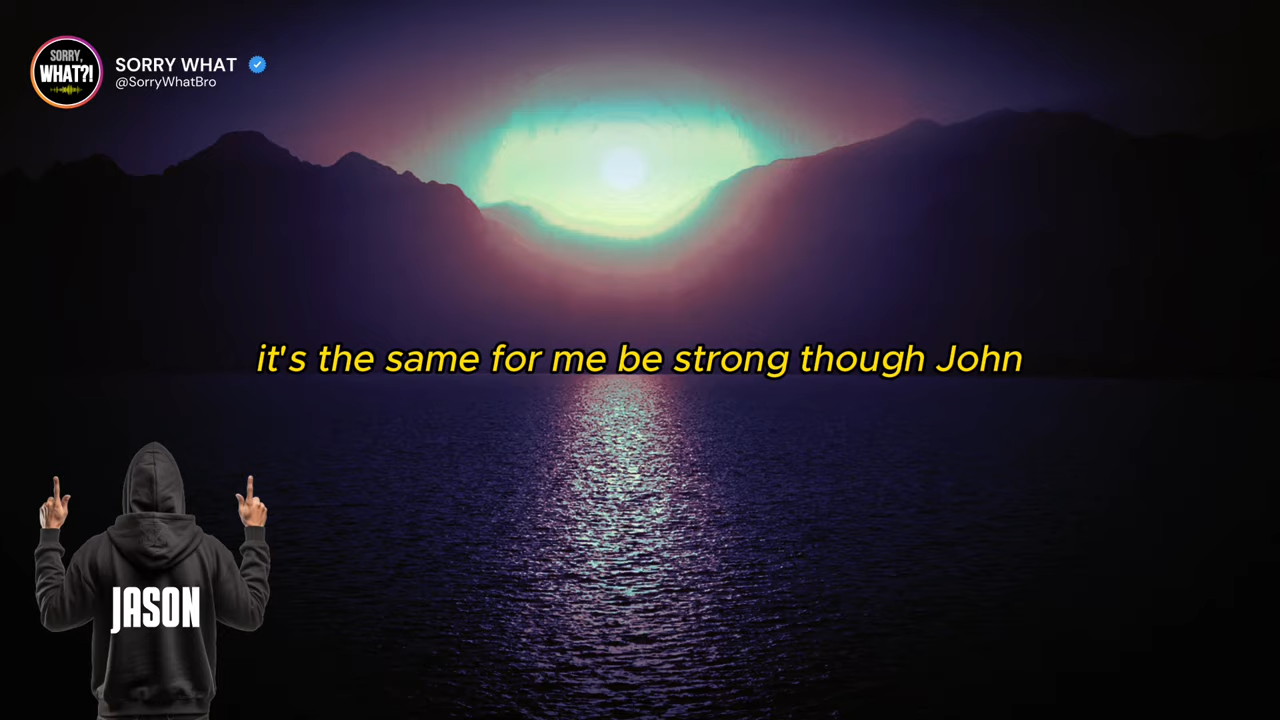 SORRY,
WHAT?!
SORRY WHAT
@SorryWhatBro
it's the same for me be strong though John
JASON